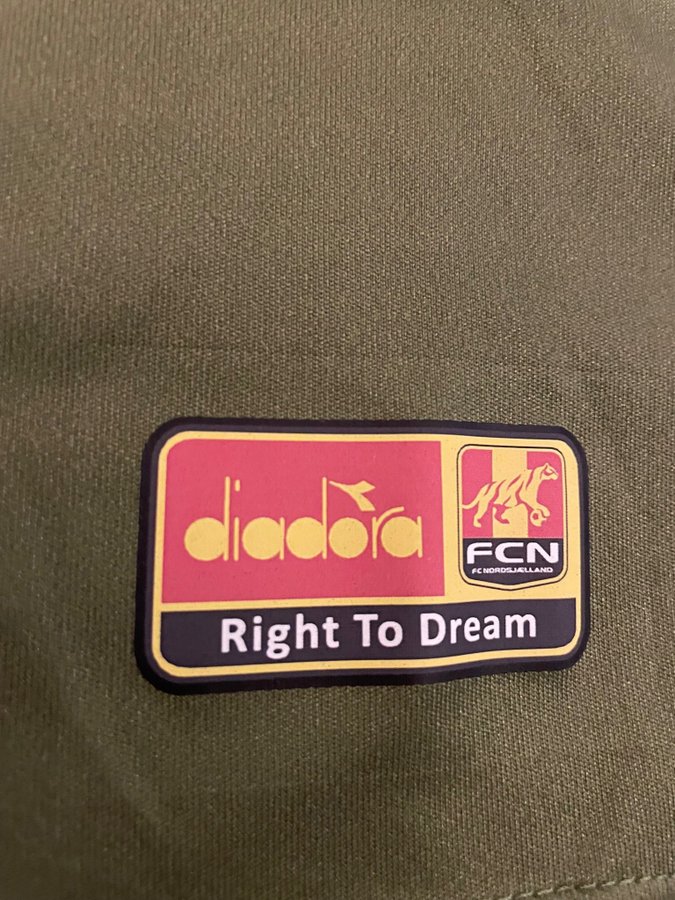 diadora
FCN
FC NORDSJÆLLAND
Right To Dream